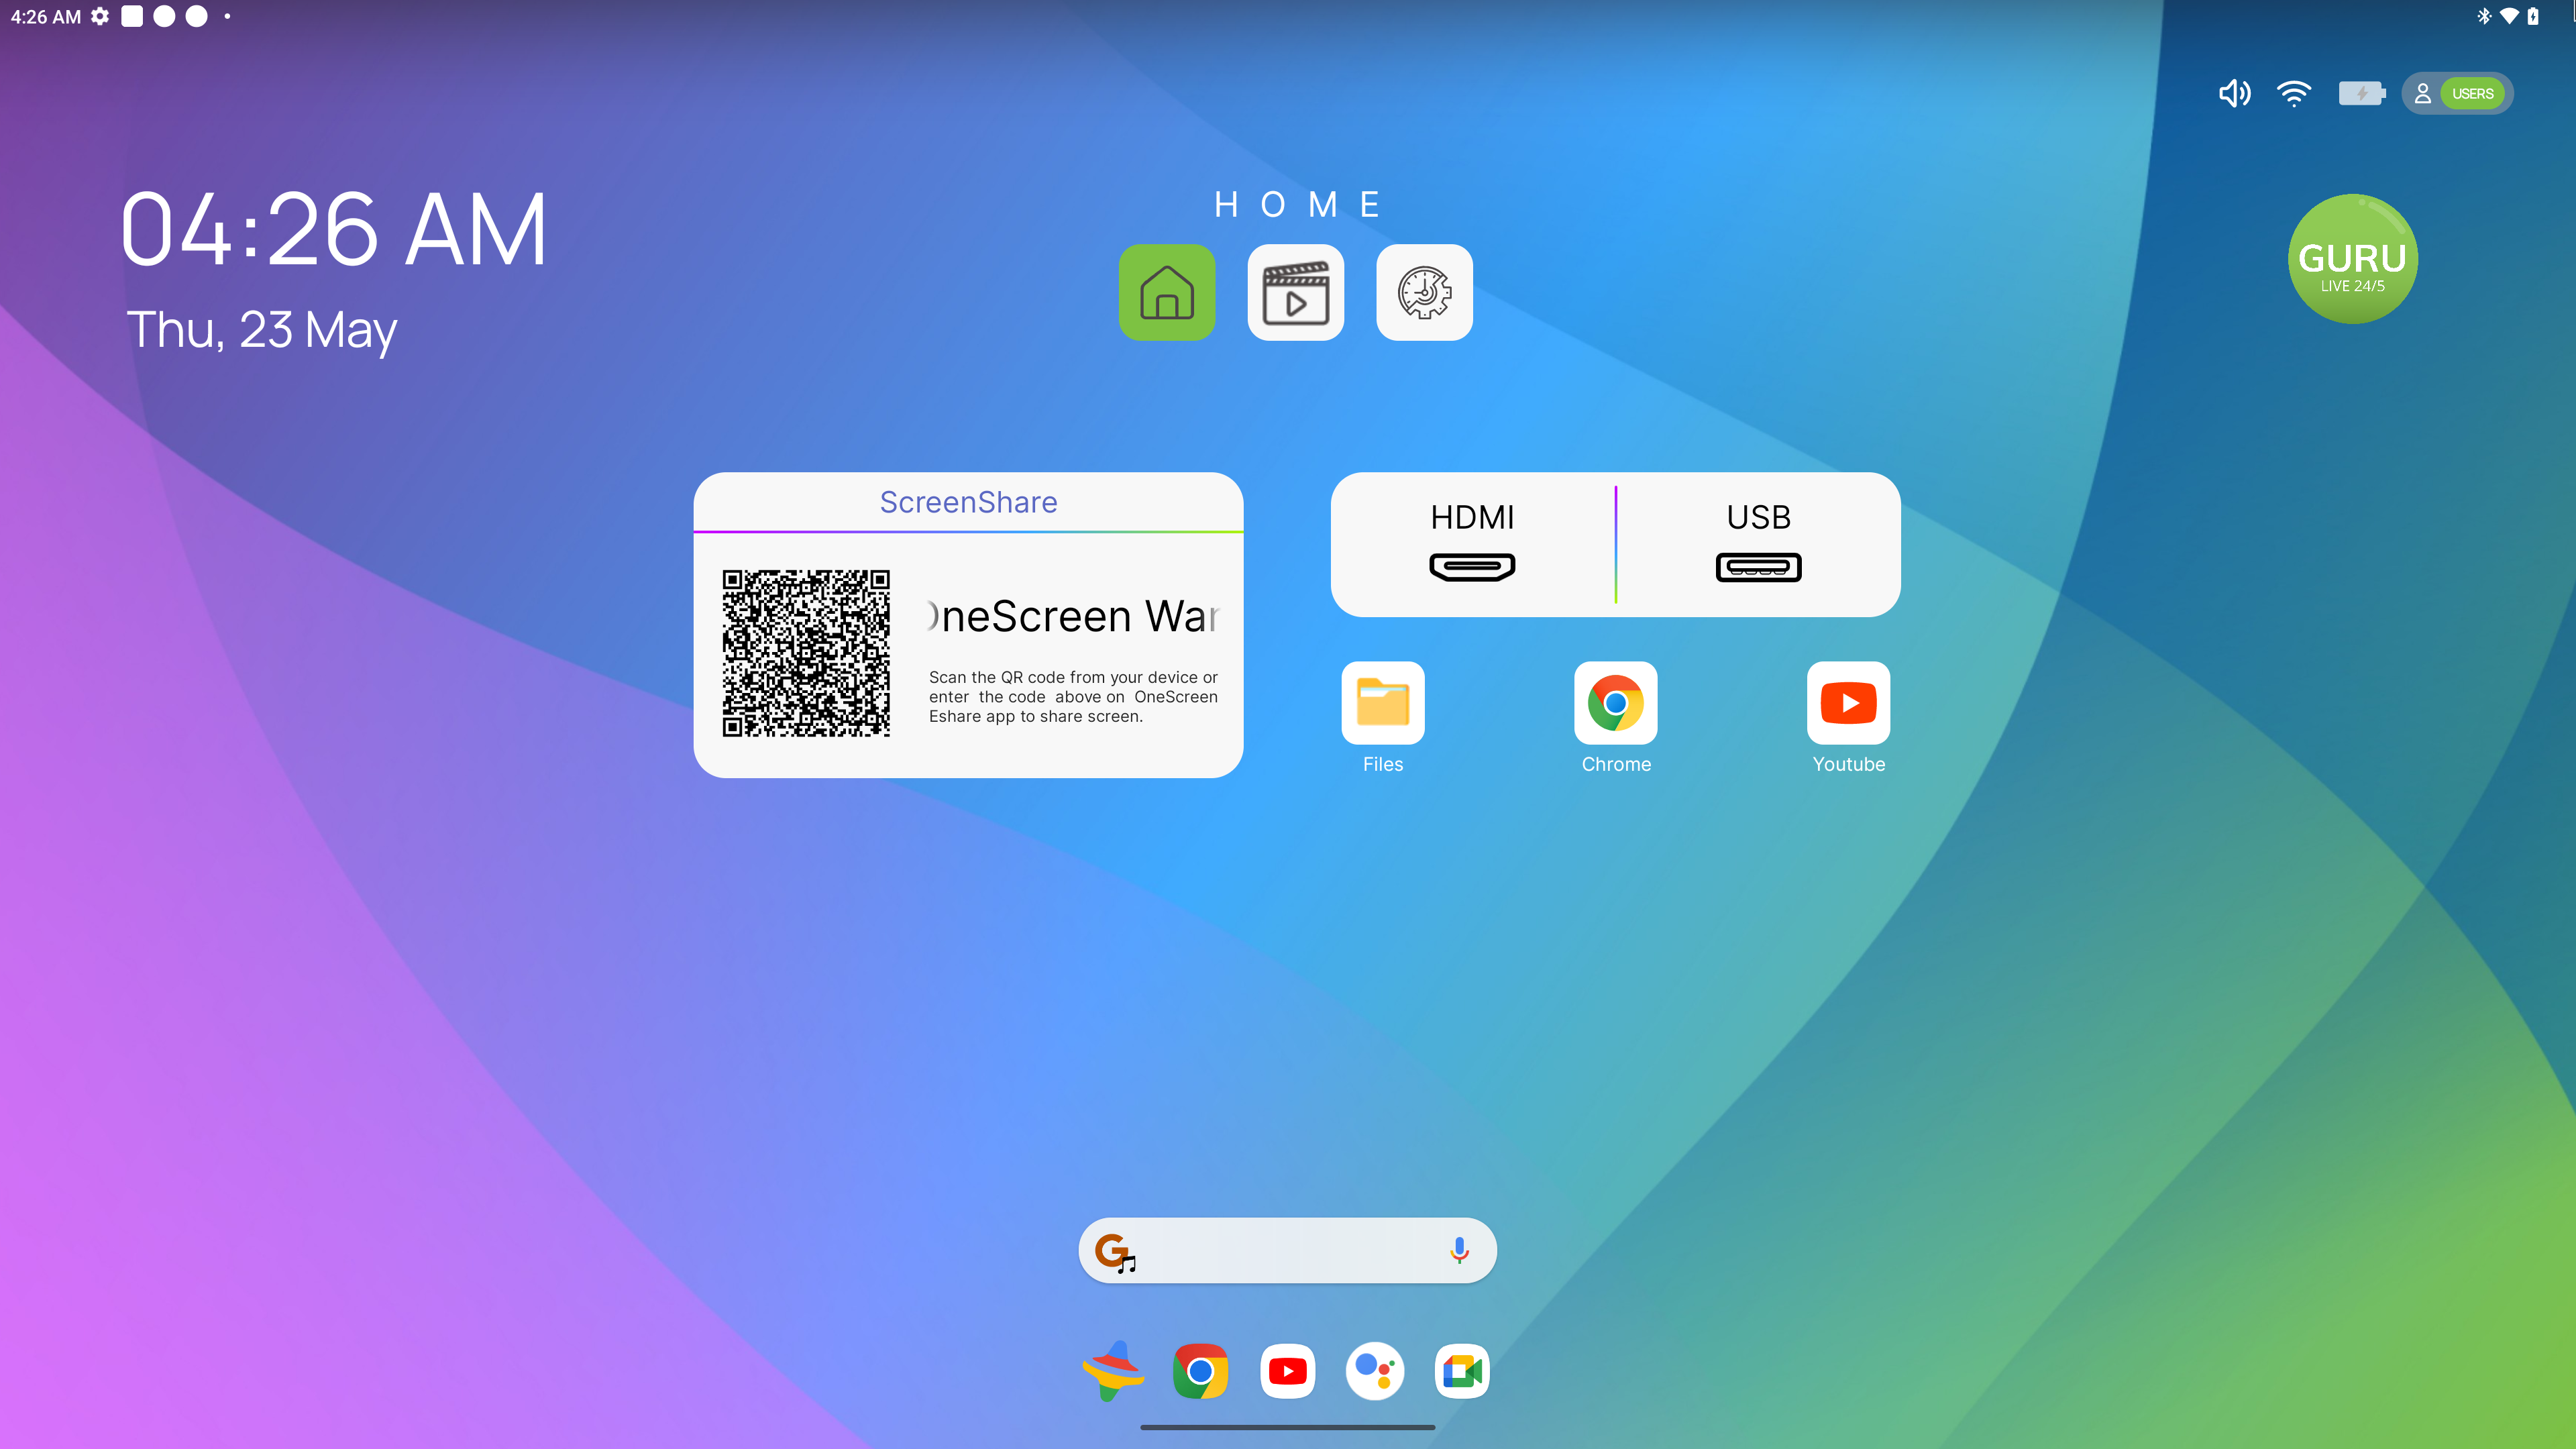 4:26 AM
USERS
04:26 AM
Thu, 23 May
HOME
GURU
LIVE 24/5
ScreenShare
neScreen
Scan the QR code from your device or
enter the code above on OneScreen
Eshare app to share screen.
HDMI
USB
Files
Chrome
Youtube